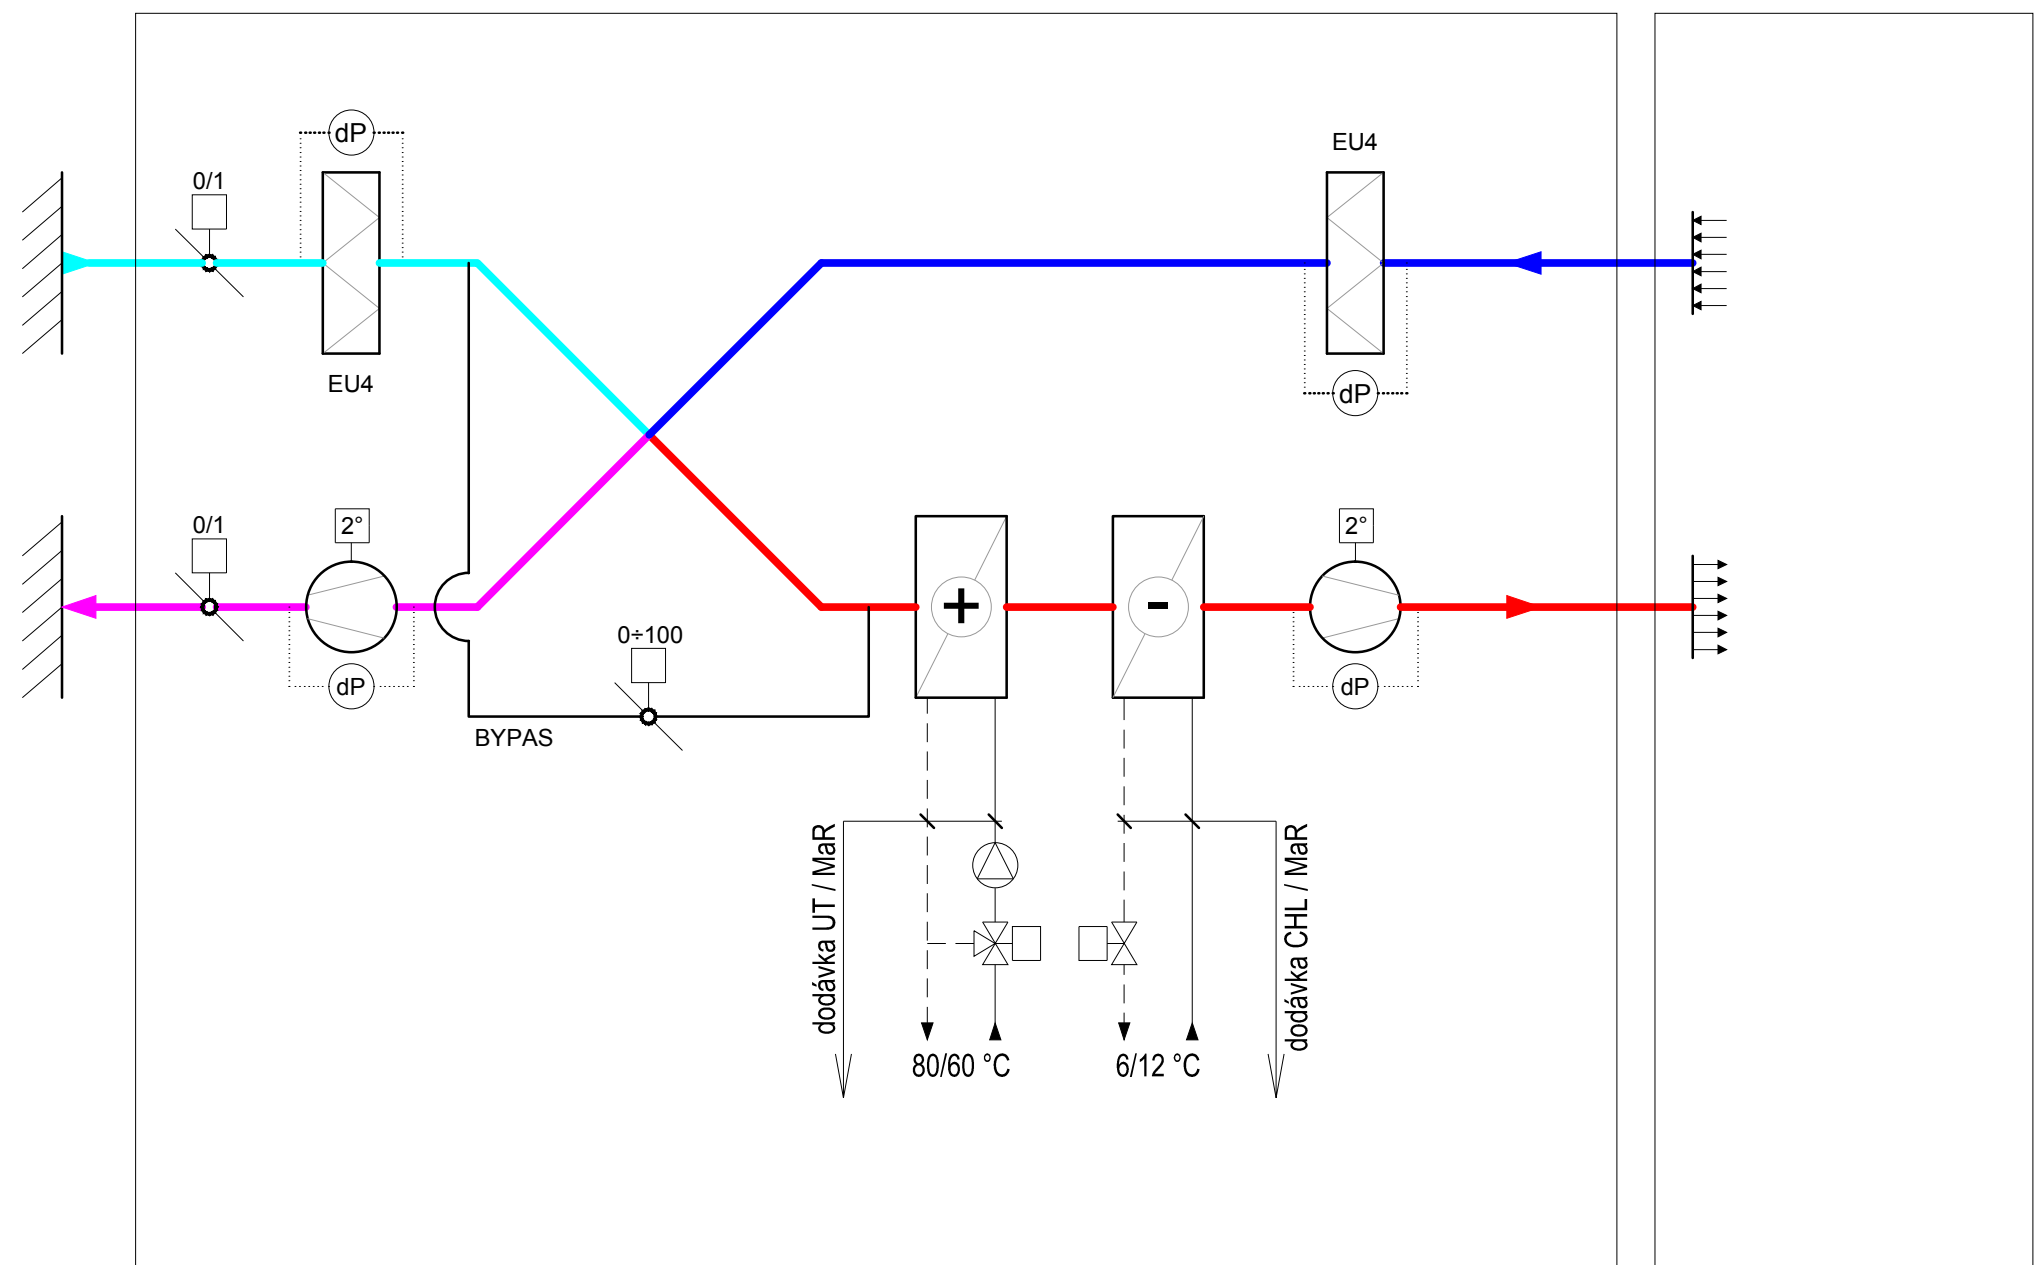 dP
EU4
0/1
EU4
dP
0/1
2°
2°
+
-
0÷100
dP
dP
BYPAS
dodávka UT / MaR
dodávka CHL / MaR
80/60 °C
6/12 °C